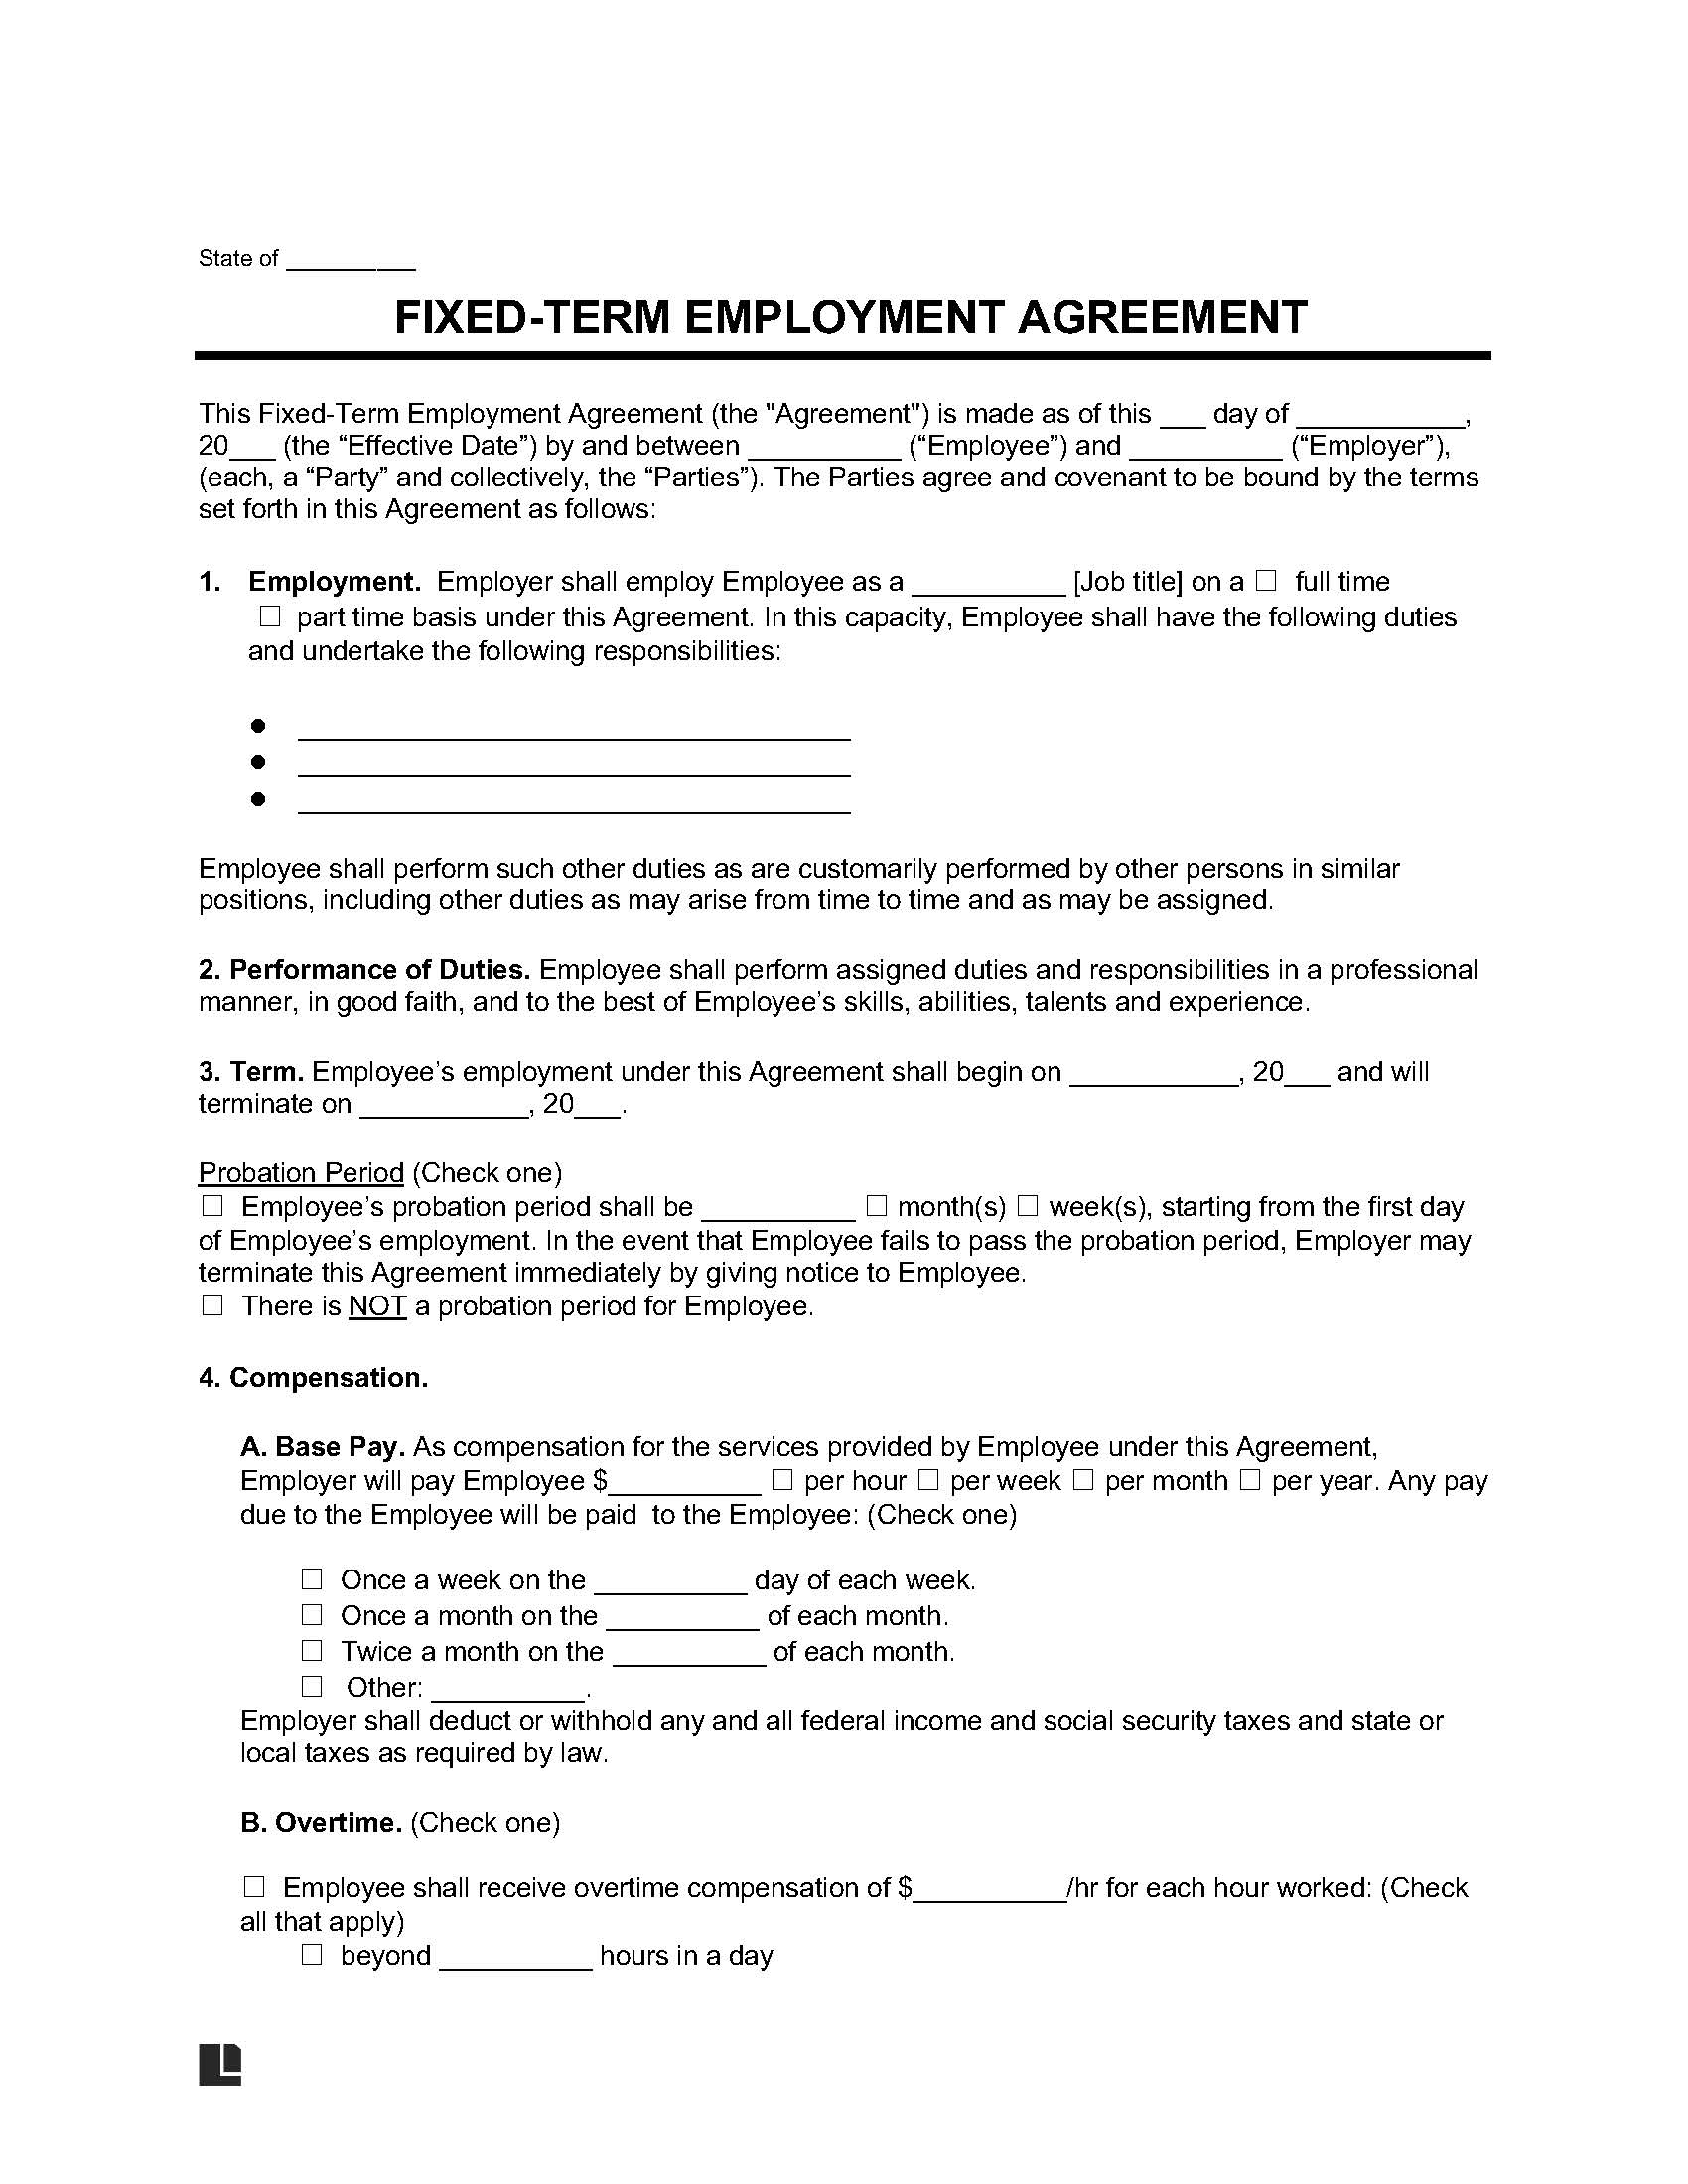 State of __________
FIXED-TERM EMPLOYMENT AGREEMENT
This Fixed-Term Employment Agreement (the "Agreement") is made as of this ___ day of ___________,
20___ (the “Effective Date”) by and between __________ (“Employee”) and __________ (“Employer”),
(each, a “Party” and collectively, the “Parties”). The Parties agree and covenant to be bound by the terms
set forth in this Agreement as follows:
1. Employment. Employer shall employ Employee as a __________ [Job title] on a ☐ full time
☐ part time basis under this Agreement. In this capacity, Employee shall have the following duties
and undertake the following responsibilities:
● ____________________________________
● ____________________________________
● ____________________________________
Employee shall perform such other duties as are customarily performed by other persons in similar
positions, including other duties as may arise from time to time and as may be assigned.
2. Performance of Duties. Employee shall perform assigned duties and responsibilities in a professional
manner, in good faith, and to the best of Employee’s skills, abilities, talents and experience.
3. Term. Employee’s employment under this Agreement shall begin on ___________, 20___ and will
terminate on ___________, 20___.
Probation Period (Check one)
☐ Employee’s probation period shall be __________ ☐ month(s) ☐ week(s), starting from the first day
of Employee’s employment. In the event that Employee fails to pass the probation period, Employer may
terminate this Agreement immediately by giving notice to Employee.
☐ There is NOT a probation period for Employee.
4. Compensation.
A. Base Pay. As compensation for the services provided by Employee under this Agreement,
Employer will pay Employee $__________ ☐ per hour ☐ per week ☐ per month ☐ per year. Any pay
due to the Employee will be paid  to the Employee: (Check one)
☐ Once a week on the __________ day of each week.
☐ Once a month on the __________ of each month.
☐ Twice a month on the __________ of each month.
☐ Other: __________.
Employer shall deduct or withhold any and all federal income and social security taxes and state or
local taxes as required by law.
B. Overtime. (Check one)
☐ Employee shall receive overtime compensation of $__________/hr for each hour worked: (Check
all that apply)
☐ beyond __________ hours in a day